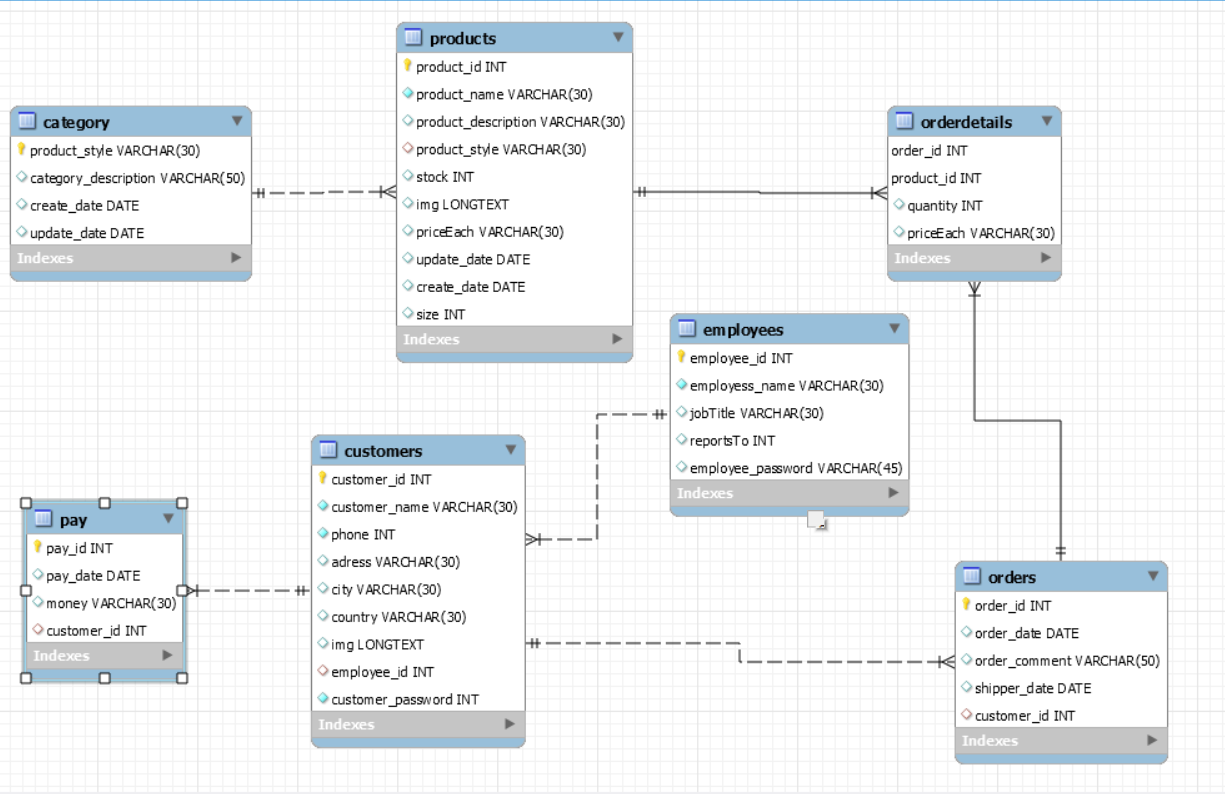 products
product_id INT
product_name VARCHAR(30)
product_description VARCHAR(30)
product_style VARCHAR(30)
stock INT
img LONGTEXT
priceEach VARCHAR(30)
update_date DATE
create_date DATE
size INT
Indexes
category
product_style VARCHAR(30)
category_description VARCHAR(50)
create_date DATE
update_date DATE
Indexes
orderdetails
order_id INT
product_id INT
quantity INT
priceEach VARCHAR(30)
Indexes
employees
employee_id INT
employess_name VARCHAR(30)
jobTitle VARCHAR(30)
reportsTo INT
employee_password VARCHAR(45)
Indexes
customers
customer_id INT
customer_name VARCHAR(30)
phone INT
adress VARCHAR(30)
city VARCHAR(30)
country VARCHAR(30)
img LONGTEXT
employee_id INT
customer_password INT
Indexes
pay
pay_id INT
pay_date DATE
money VARCHAR(30)
customer_id INT
Indexes
orders
order_id INT
order_date DATE
order_comment VARCHAR(50)
shipper_date DATE
customer_id INT
Indexes